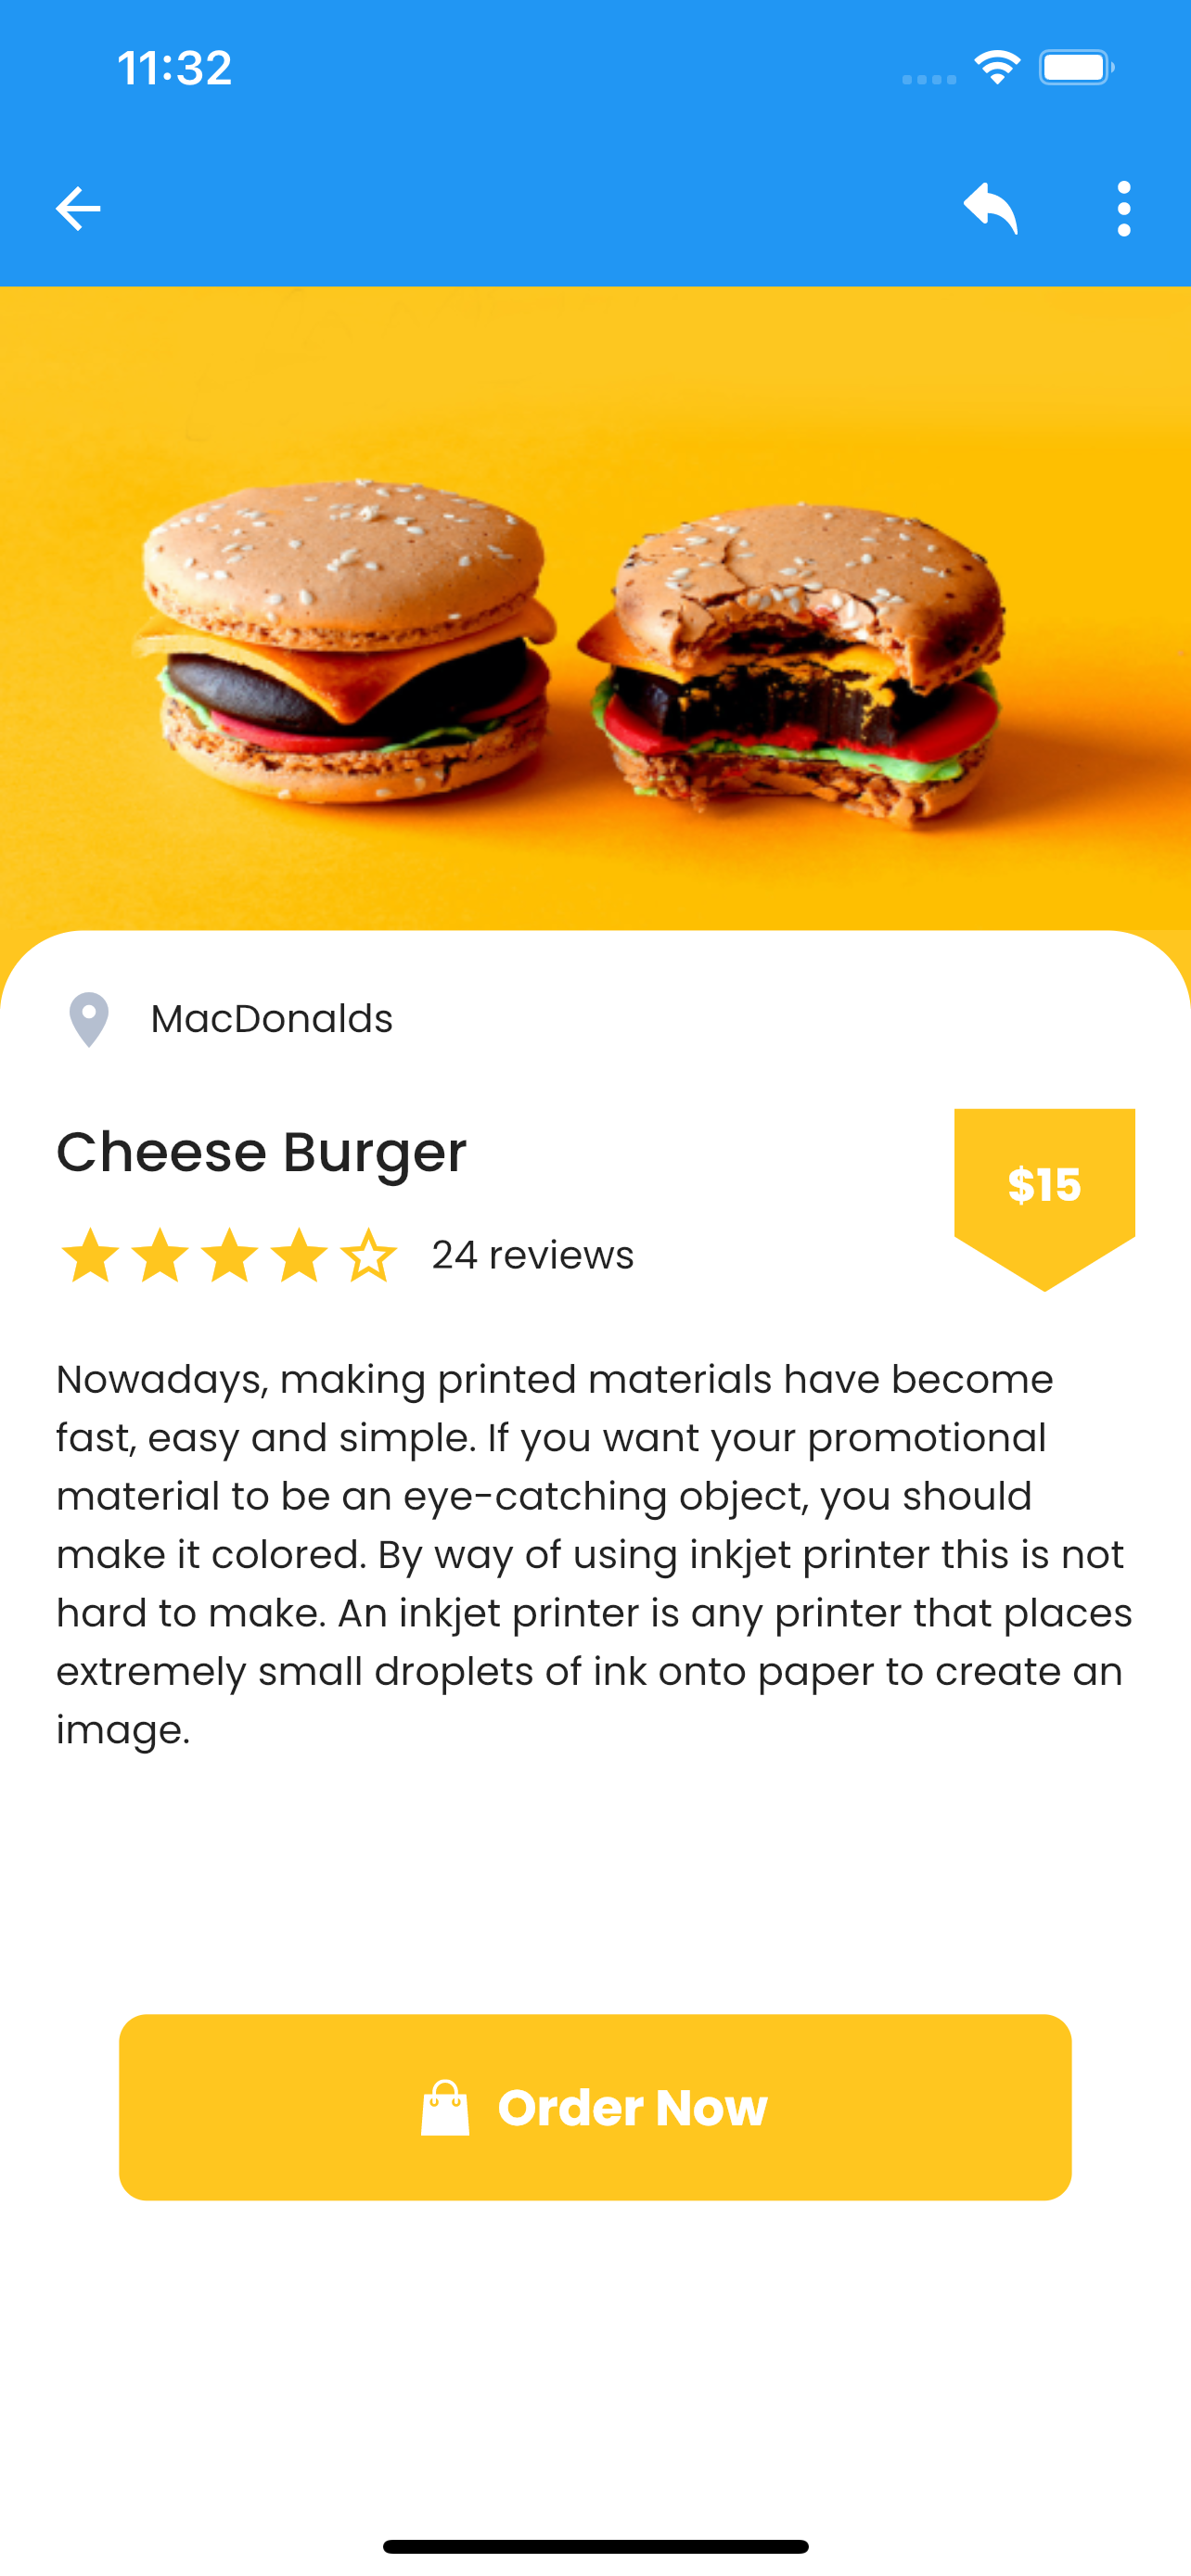 11:32
MacDonalds
Cheese Burger
$15
24 reviews
Nowadays, making printed materials have become
fast, easy and simple. If you want your promotional
material to be an eye-catching object, you should
make it colored. By way of using inkjet printer this is not
hard to make. An inkjet printer is any printer that places
extremely small droplets of ink onto paper to create an
image.
Order Now